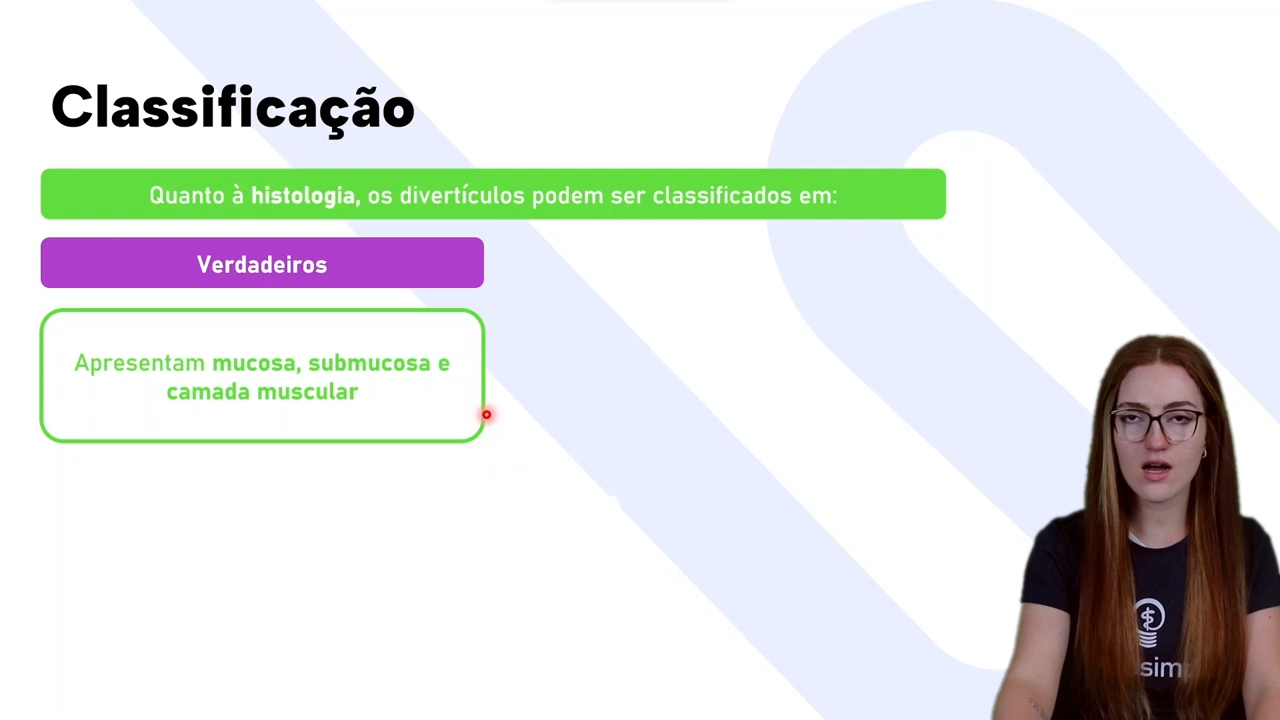 Classificação
Quanto à histologia, os divertículos podem ser classificados em:
Verdadeiros
Apresentam mucosa, submucosa e
camada muscular